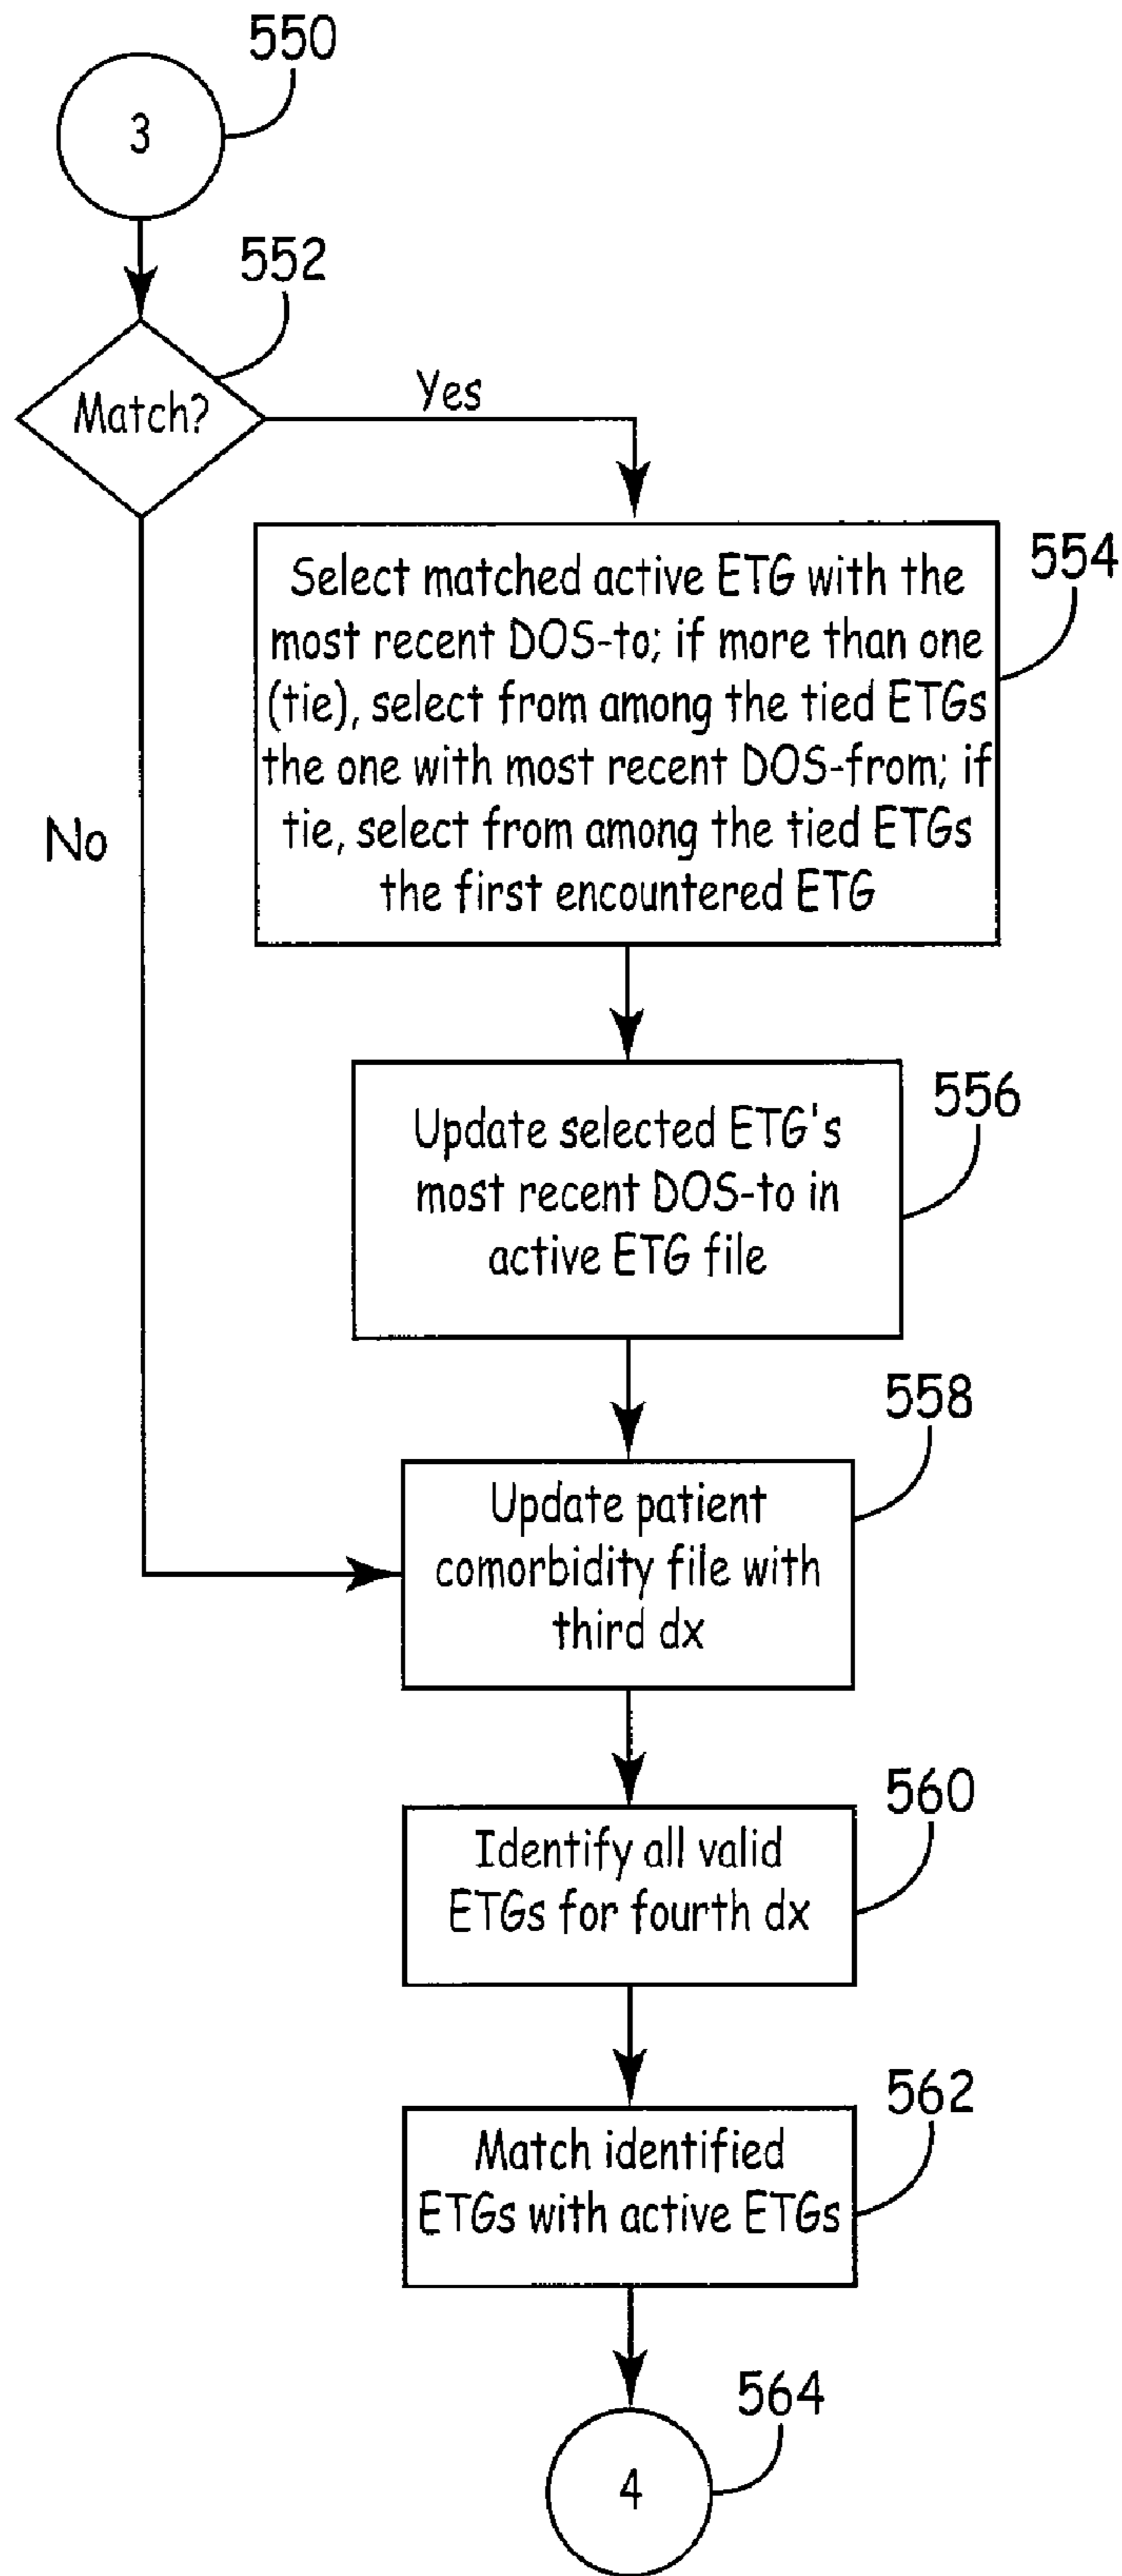 550
3
552
Match?
Yes
No
554
Select matched active ETG with the
most recent DOS-to; if more than one
(tie), select from among the tied ETGs
the one with most recent DOS-from; if
tie, select from among the tied ETGs
the first encountered ETG
556
Update selected ETG's
most recent DOS-to in
active ETG file
558
Update patient
comorbidity file with
third dx
560
Identify all valid
ETGs for fourth dx
562
Match identified
ETGs with active ETGs
564
4